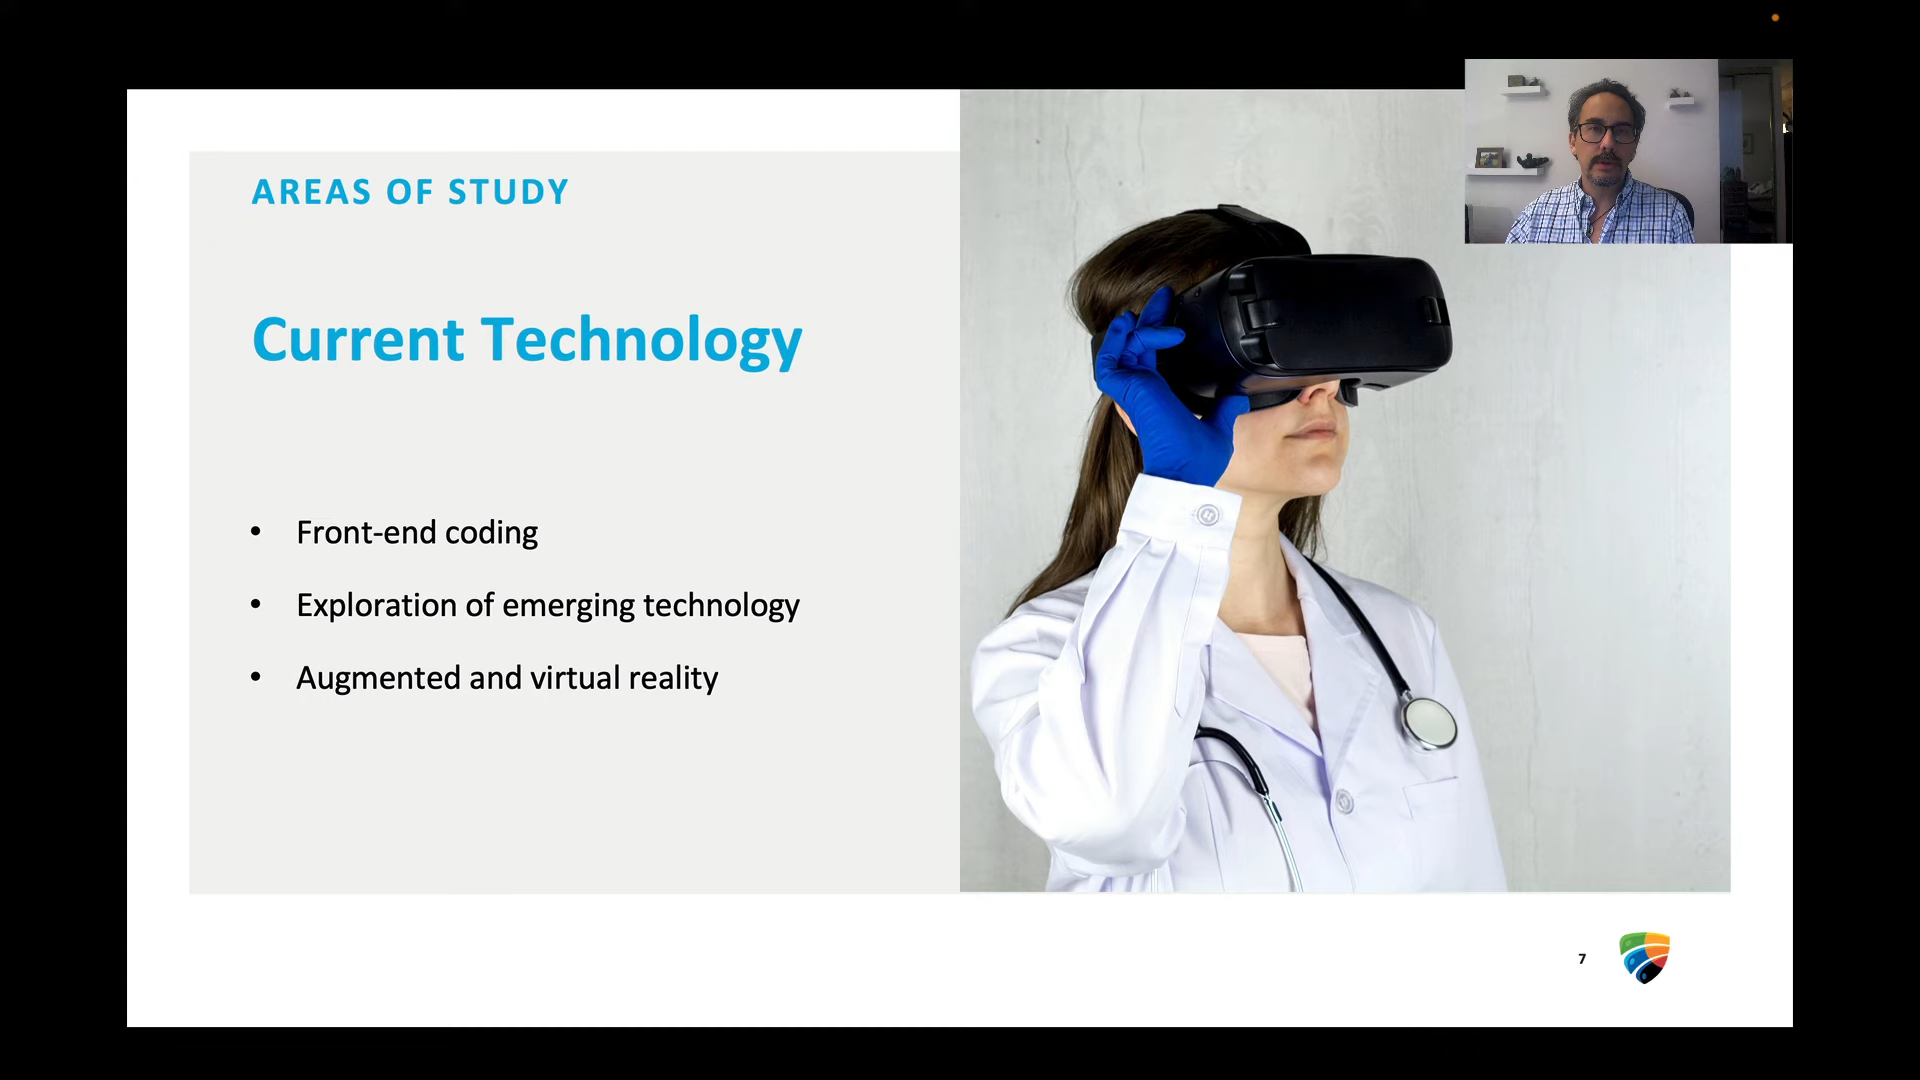 AREAS OF STUDY
Current Technology
• Front-end coding
• Exploration of emerging technology
• Augmented and virtual reality
7